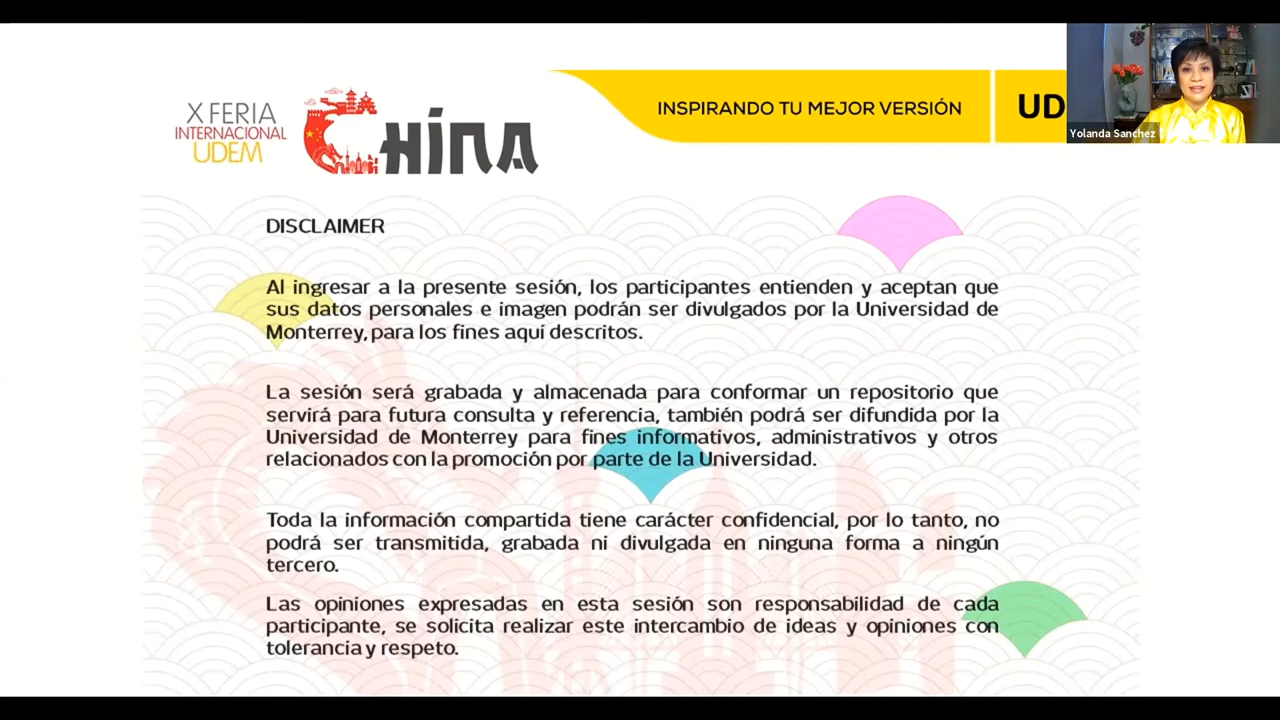 X FERIA
INTERNACIONAL
UDEM
CHINA
INSPIRANDO TU MEJOR VERSIÓN
UD
Yolanda Sanchez
DISCLAIMER
Al ingresar a la presente sesión, los participantes entienden y aceptan que
sus datos personales e imagen podrán ser divulgados por la Universidad de
Monterrey, para los fines aquí descritos.
La sesión será grabada y almacenada para conformar un repositorio que
servirá para futura consulta y referencia, también podrá ser difundida por la
Universidad de Monterrey para fines informativos, administrativos y otros
relacionados con la promoción por parte de la Universidad.
Toda la información compartida tiene carácter confidencial, por lo tanto, no
podrá ser transmitida, grabada ni divulgada en ninguna forma a ningún
tercero.
Las opiniones expresadas en esta sesión son responsabilidad de cada
participante, se solicita realizar este intercambio de ideas y opiniones con
tolerancia y respeto.